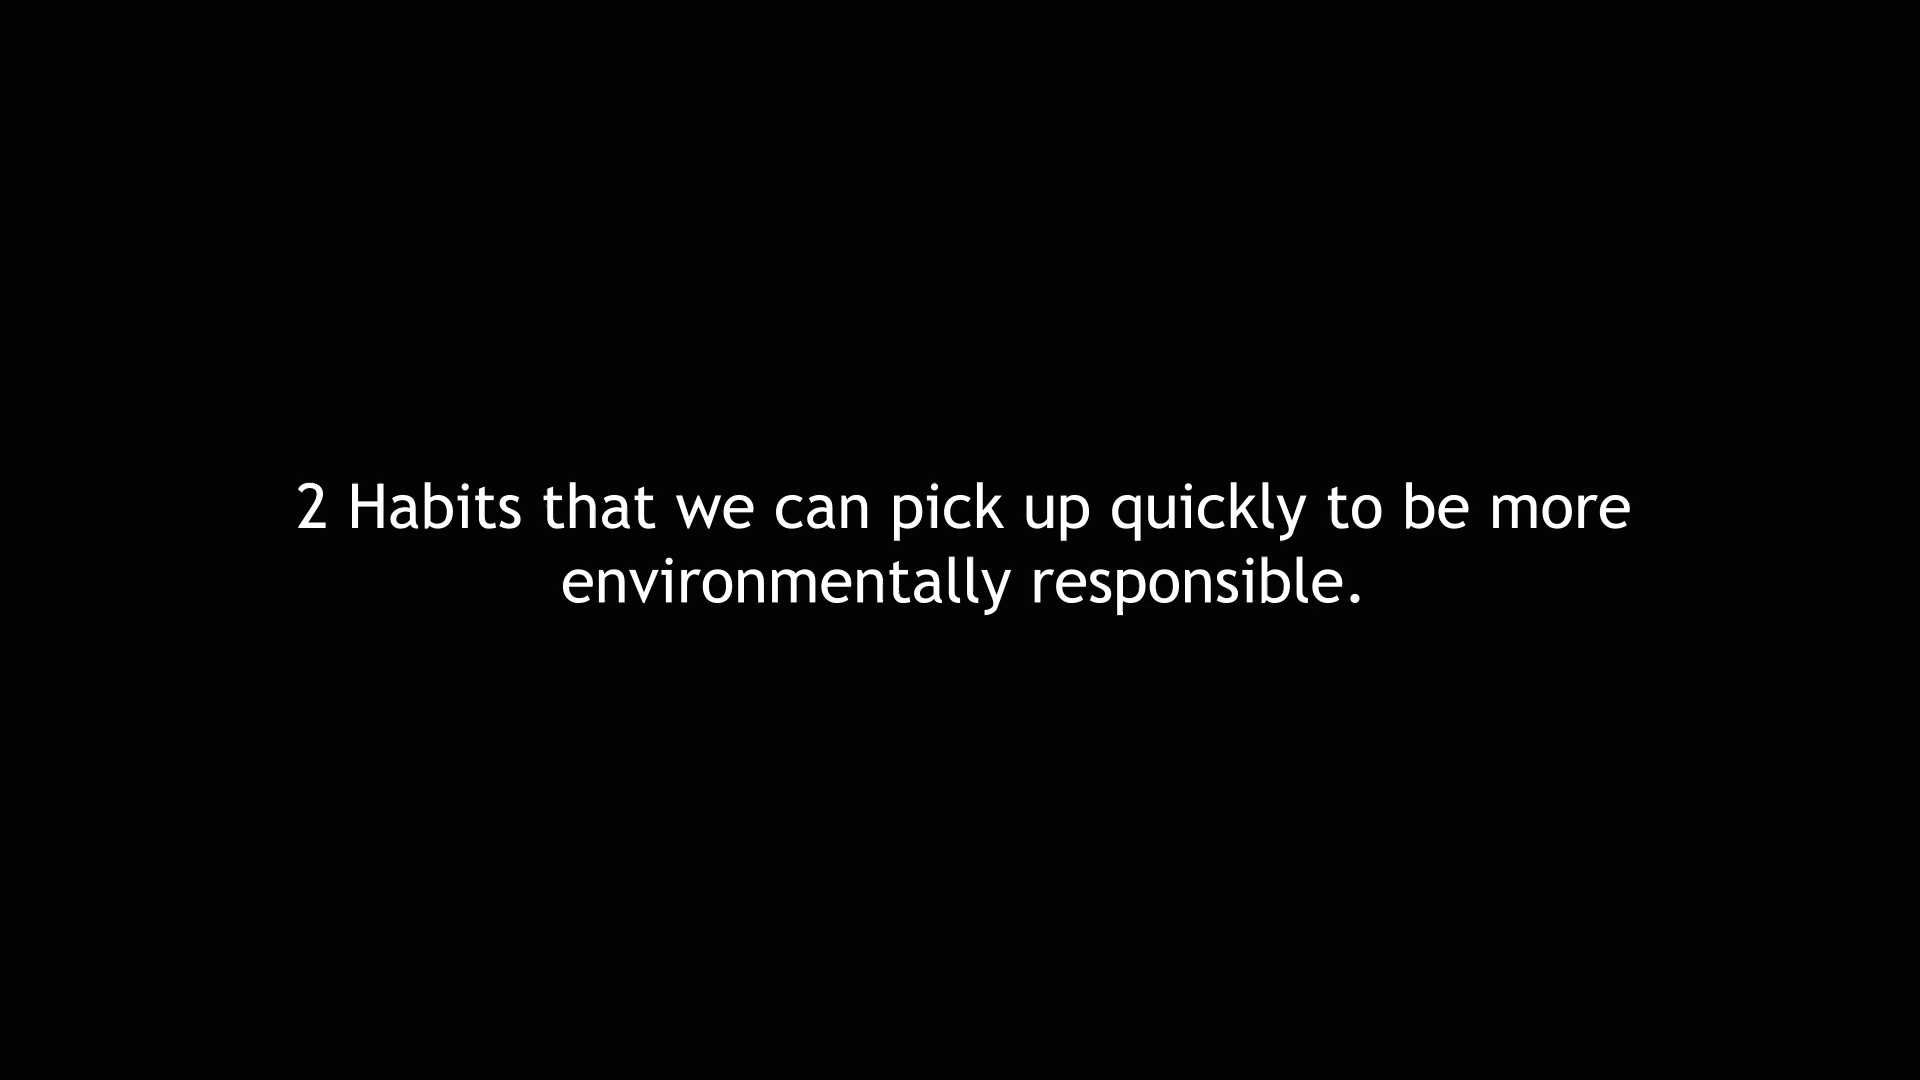 2 Habits that we can pick up quickly to be more
environmentally responsible.